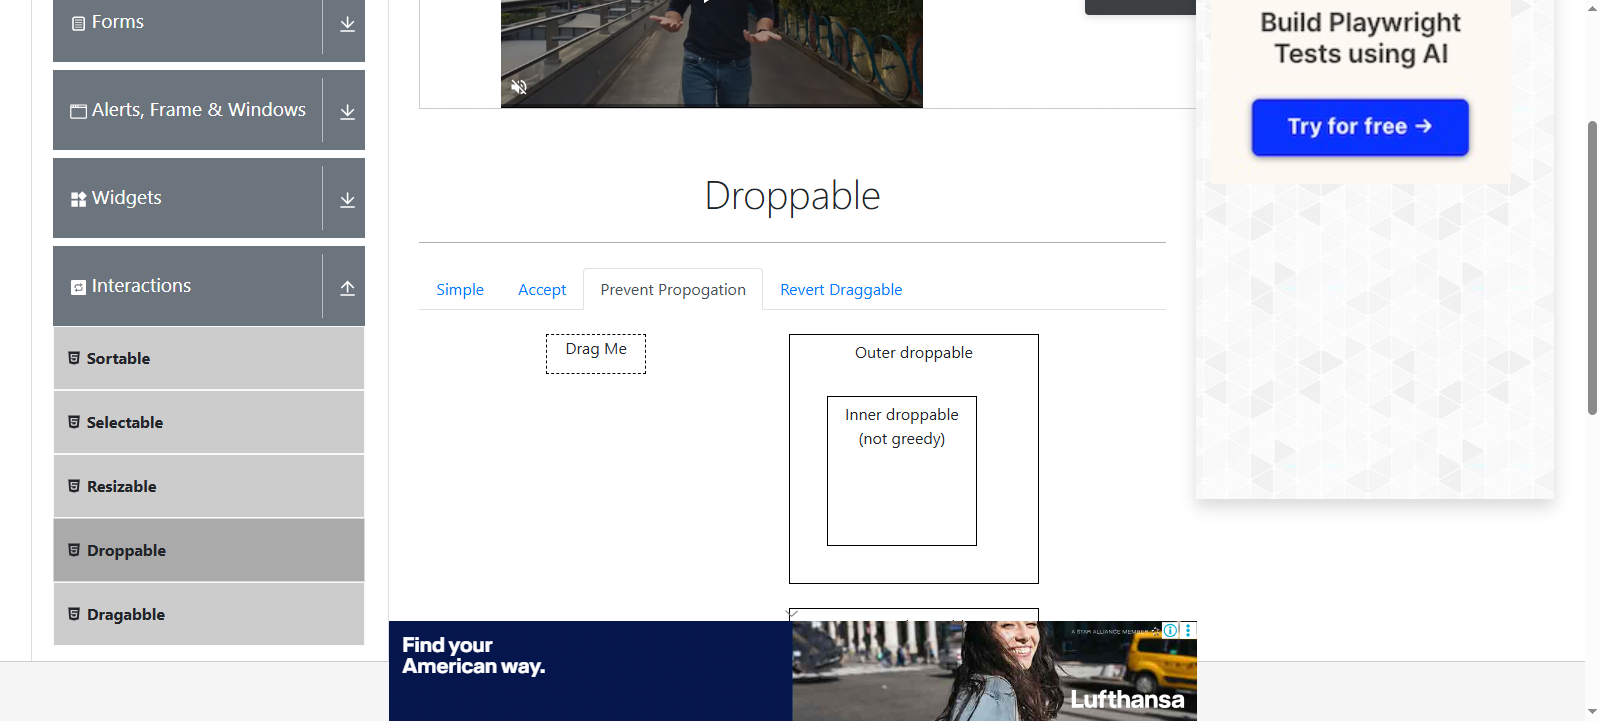 Forms
Alerts, Frame & Windows
Widgets
Interactions
Sortable
Selectable
Resizable
Droppable
Dragabble
Droppable
Simple
Accept
Prevent Propogation
Revert Draggable
Drag Me
Outer droppable
Inner droppable
(not greedy)
Build Playwright
Tests using AI
Try for free →
Find your
American way.
A STAR ALLIANCE MEMBER
Lufthansa